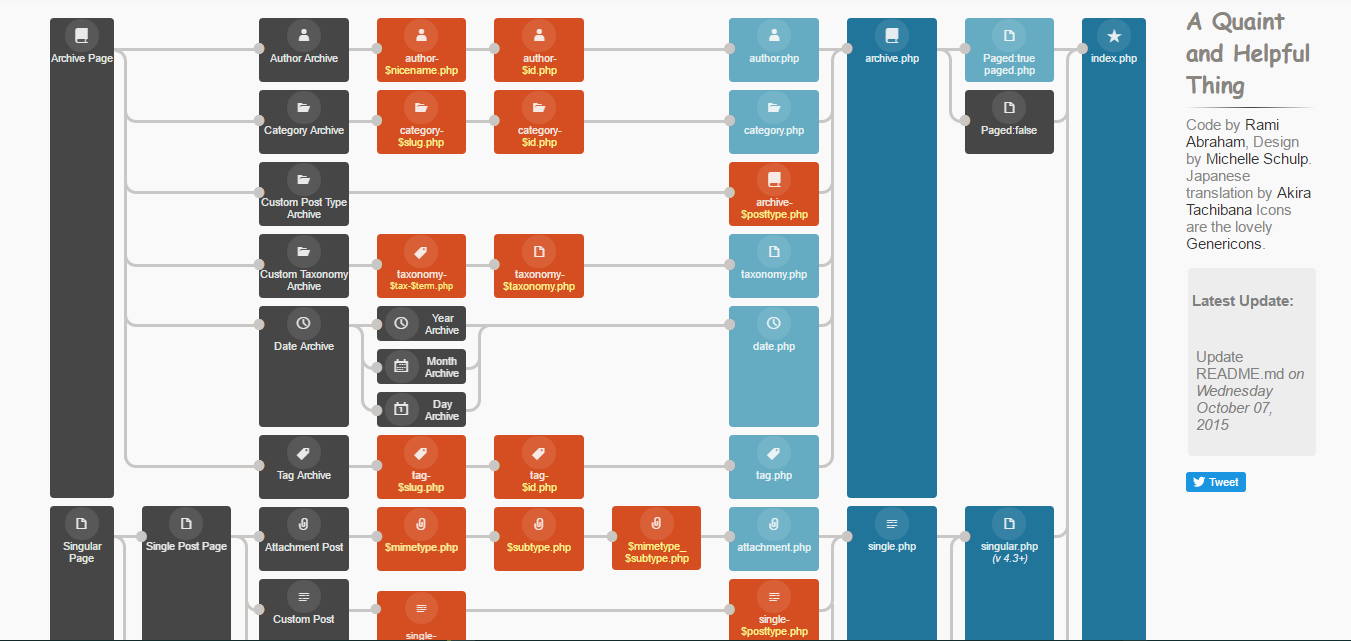 Archive Page
Author Archive
author-
$nicename.php
author-
$id.php
author.php
archive.php
Paged:true
paged.php
index.php
Category Archive
category-
$slug.php
category-
$id.php
category.php
Paged:false
Custom Post Type
Archive
archive-
$posttype.php
Custom Taxonomy
Archive
taxonomy-
$tax-$term.php
taxonomy-
$taxonomy.php
taxonomy.php
Date Archive
Year
Archive
Month
Archive
Day
Archive
date.php
Tag Archive
tag-
$slug.php
tag-
$id.php
tag.php
Singular
Page
Single Post Page
Attachment Post
$mimetype.php
$subtype.php
$mimetype_
$subtype.php
attachment.php
single.php
singular.php
(v 4.3+)
Custom Post
single-
single-
$posttype.php
A Quaint
and Helpful
Thing
Code by Rami
Abraham, Design
by Michelle Schulp.
Japanese
translation by Akira
Tachibana Icons
are the lovely
Genericons.
Latest Update:
Update
README.md on
Wednesday
October 07,
2015
Tweet